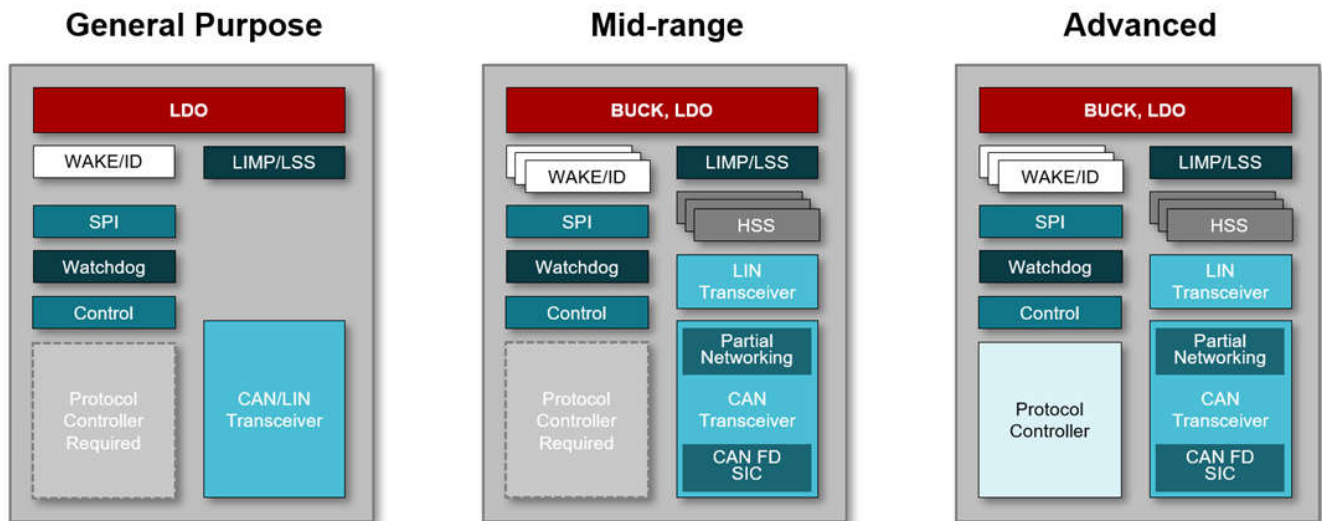 General Purpose
LDO
WAKE/ID
LIMP/LSS
SPI
Watchdog
Control
Protocol
Controller
Required
CAN/LIN
Transceiver
Mid-range
BUCK, LDO
WAKE/ID
LIMP/LSS
SPI
HSS
Watchdog
LIN
Transceiver
Control
Partial
Networking
Protocol
Controller
Required
CAN
Transceiver
CAN FD
SIC
Advanced
BUCK, LDO
WAKE/ID
LIMP/LSS
SPI
HSS
Watchdog
LIN
Transceiver
Control
Partial
Networking
Protocol
Controller
CAN
Transceiver
CAN FD
SIC